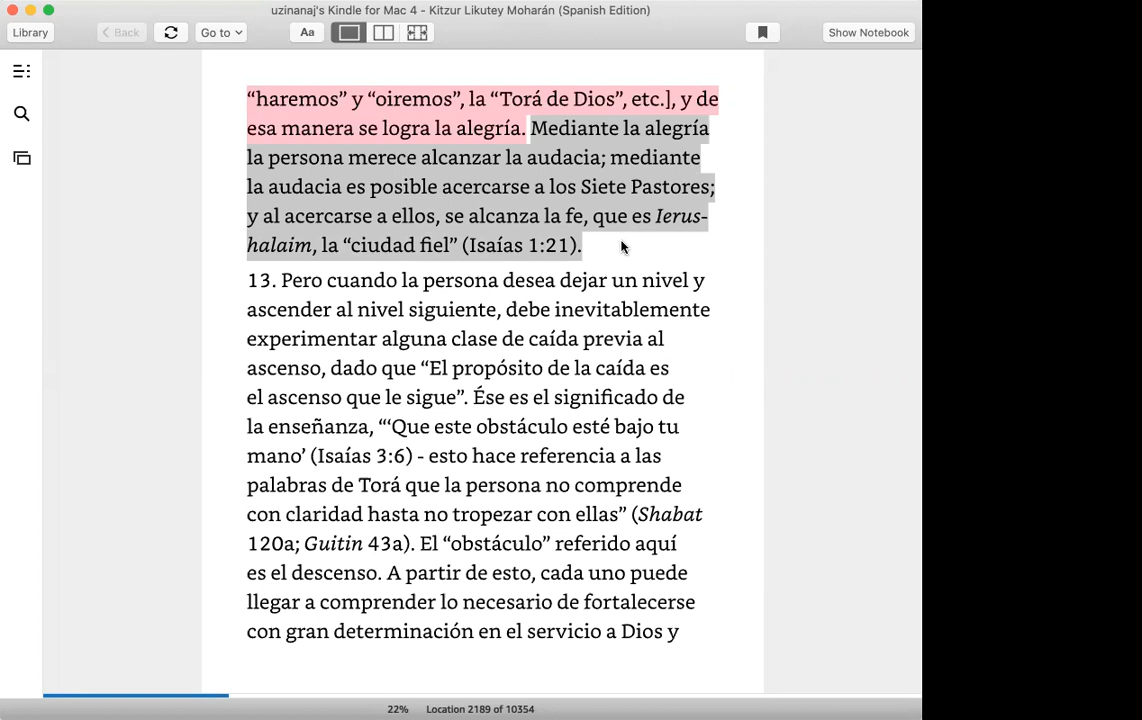 uzinanaj's Kindle for Mac 4 - Kitzur Likutey Moharán (Spanish Edition)
Library
Back
Go to
Aa
Show Notebook
“haremos” y “oiremos”, la “Torá de Dios”, etc.], y de
esa manera se logra la alegría. Mediante la alegría
la persona merece alcanzar la audacia; mediante
la audacia es posible acercarse a los Siete Pastores;
y al acercarse a ellos, se alcanza la fe, que es Ierus-
halaim, la “ciudad fiel” (Isaías 1:21).
13. Pero cuando la persona desea dejar un nivel y
ascender al nivel siguiente, debe inevitablemente
experimentar alguna clase de caída previa al
ascenso, dado que “El propósito de la caída es
el ascenso que le sigue”. Ése es el significado de
la enseñanza, “‘Que este obstáculo esté bajo tu
mano’ (Isaías 3:6) - esto hace referencia a las
palabras de Torá que la persona no comprende
con claridad hasta no tropezar con ellas” (Shabat
120a; Guitin 43a). El “obstáculo” referido aquí
es el descenso. A partir de esto, cada uno puede
llegar a comprender lo necesario de fortalecerse
con gran determinación en el servicio a Dios y
22% Location 2189 of 10354